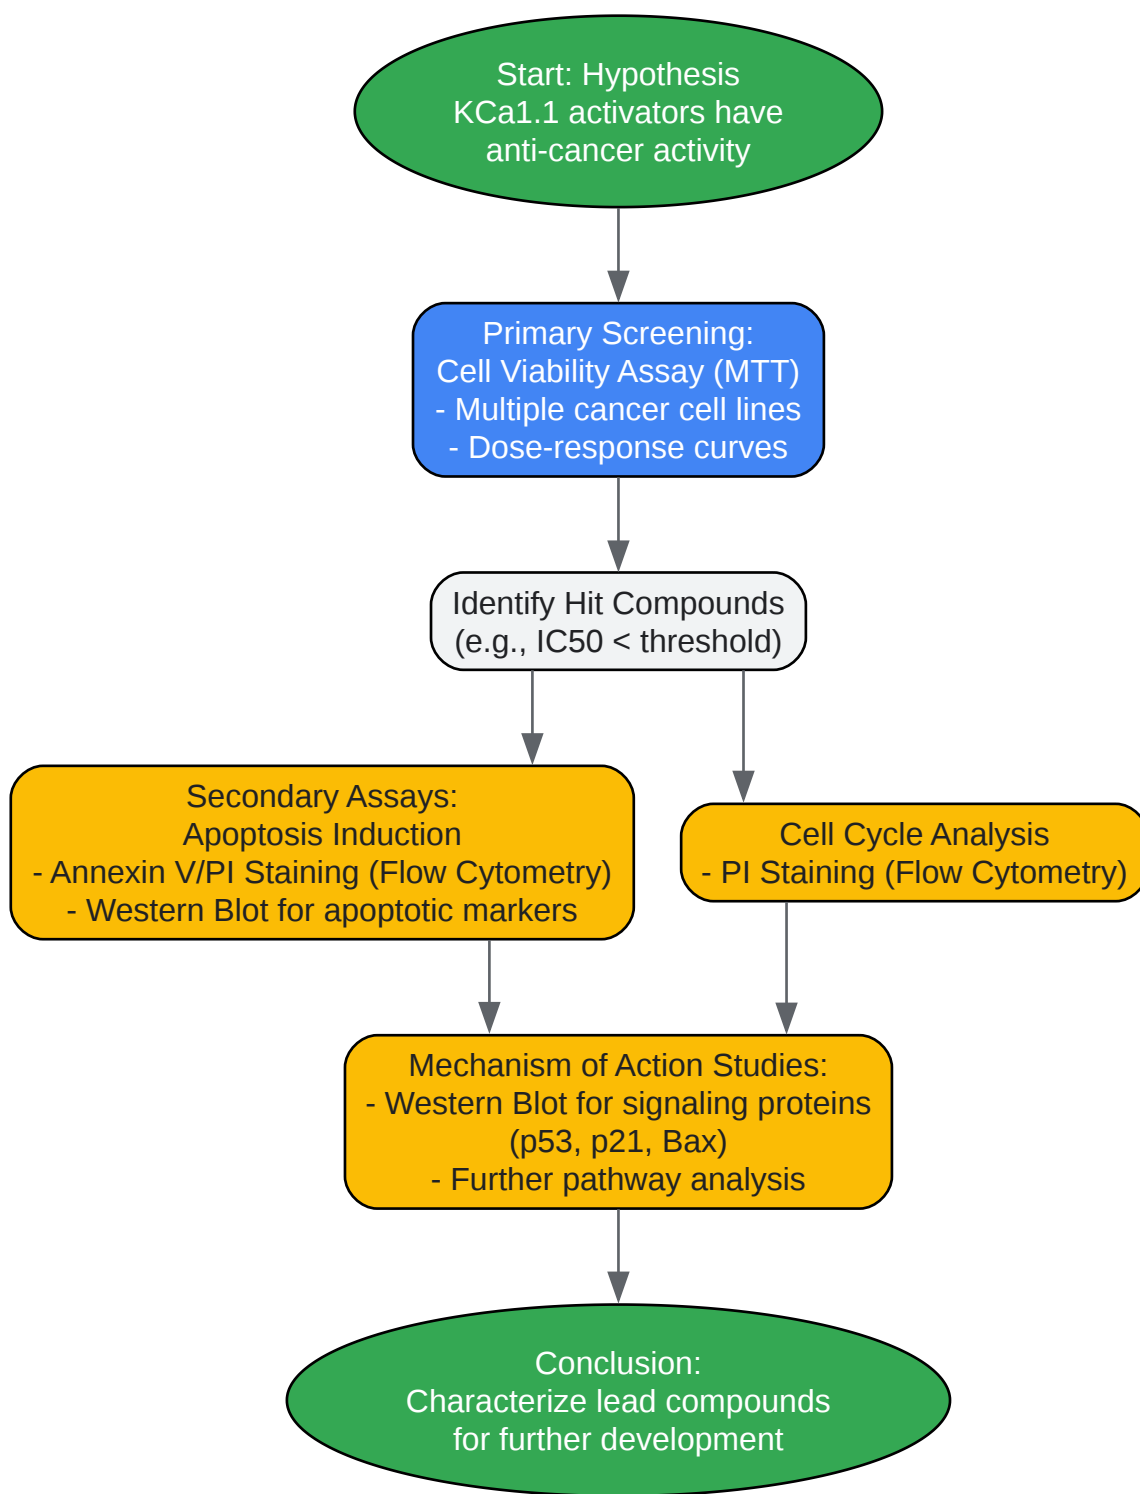 Start: Hypothesis
KCa1.1 activators have
anti-cancer activity
Primary Screening:
Cell Viability Assay (MTT)
- Multiple cancer cell lines
- Dose-response curves
Identify Hit Compounds
(e.g., IC50 < threshold)
Secondary Assays:
Apoptosis Induction
- Annexin V/PI Staining (Flow Cytometry)
- Western Blot for apoptotic markers
Cell Cycle Analysis
- PI Staining (Flow Cytometry)
Mechanism of Action Studies:
- Western Blot for signaling proteins
(p53, p21, Bax)
- Further pathway analysis
Conclusion:
Characterize lead compounds
for further development